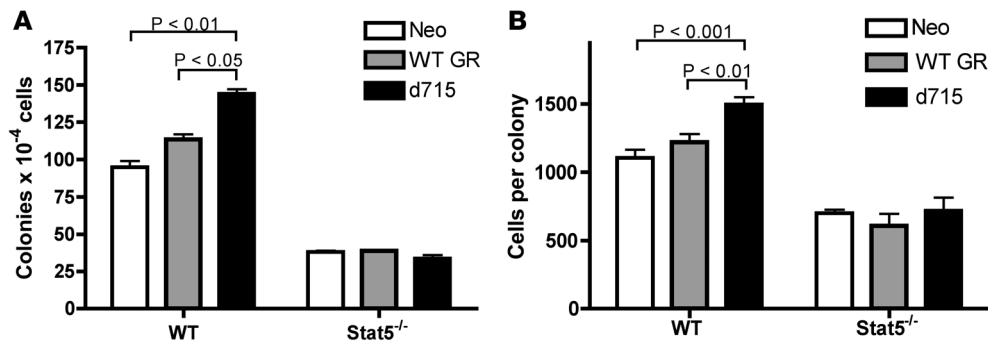 A
P < 0.01
P < 0.05
Neo
WT GR
d715
Colonies x 10⁻⁴ cells
175
150
125
100
75
50
25
0
WT
Stat5⁻/⁻
B
P < 0.001
P < 0.01
Neo
WT GR
d715
Cells per colony
1500
1000
500
0
WT
Stat5⁻/⁻